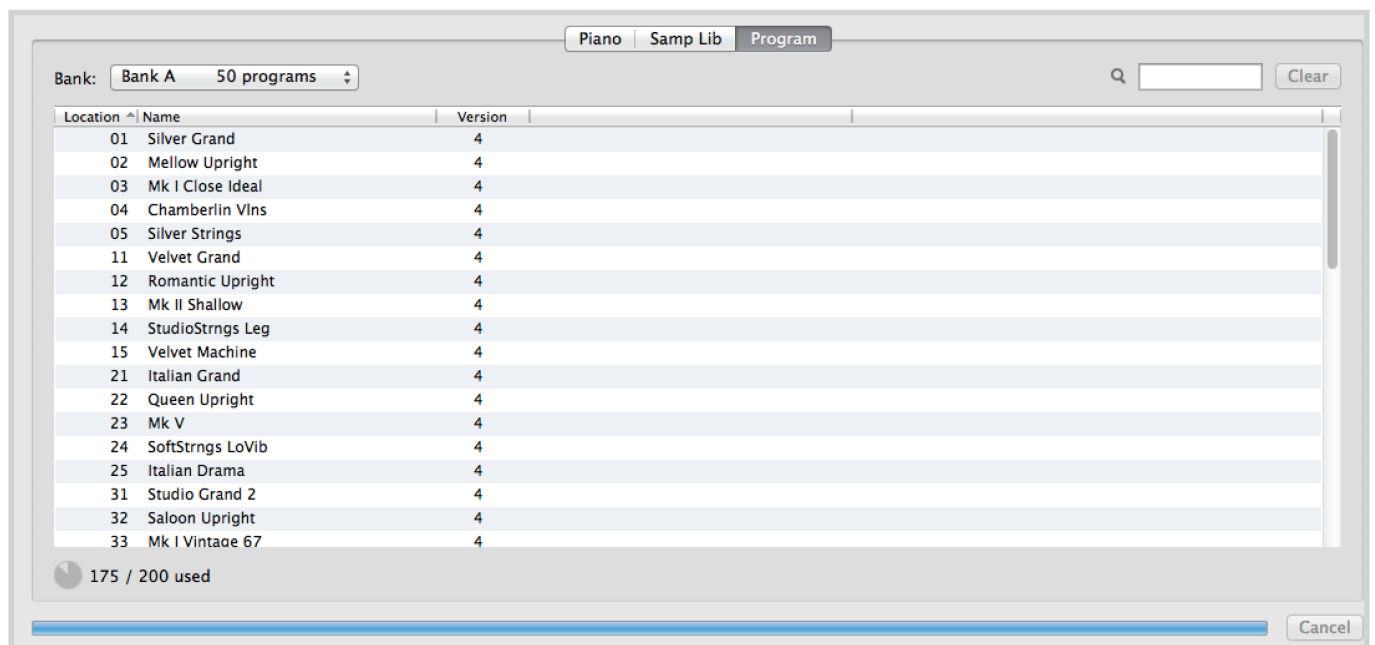 Piano Samp Lib Program
Bank: Bank A 50 programs Clear
Location Name Version
01 Silver Grand 4
02 Mellow Upright 4
03 Mk I Close Ideal 4
04 Chamberlin Vlns 4
05 Silver Strings 4
11 Velvet Grand 4
12 Romantic Upright 4
13 Mk II Shallow 4
14 StudioStrngs Leg 4
15 Velvet Machine 4
21 Italian Grand 4
22 Queen Upright 4
23 Mk V 4
24 SoftStrngs LoVib 4
25 Italian Drama 4
31 Studio Grand 2 4
32 Saloon Upright 4
33 Mk I Vintage 67 4
175 / 200 used
Cancel